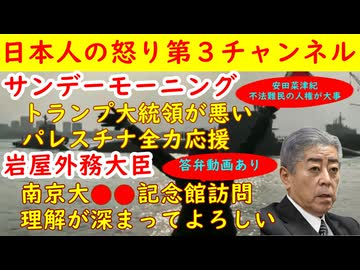 日本人の怒り第３チャンネル
サンデーモーニング
安田菜津紀
不法難民の人権が大事
トランプ大統領が悪い
パレスチナ全力応援
岩屋外務大臣
答弁動画あり
南京大●●記念館訪問
理解が深まってよろしい